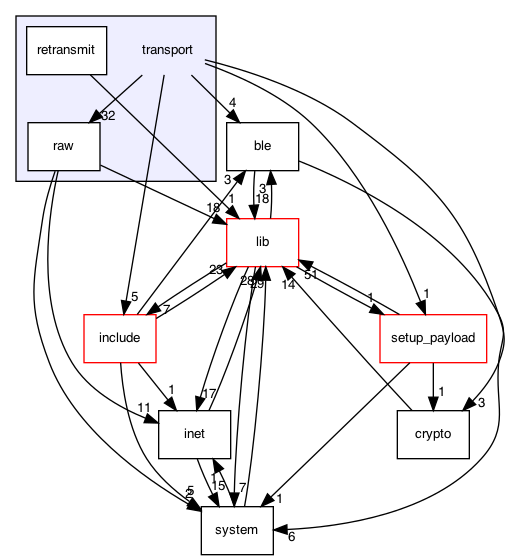 retransmit transport
32 4
raw ble
3 3
18 1 18
lib
23 28 29 14 51
5 7 1 1
include setup_payload
1 17 1
11 3
inet crypto
1
15 7
5
2 1
system
6